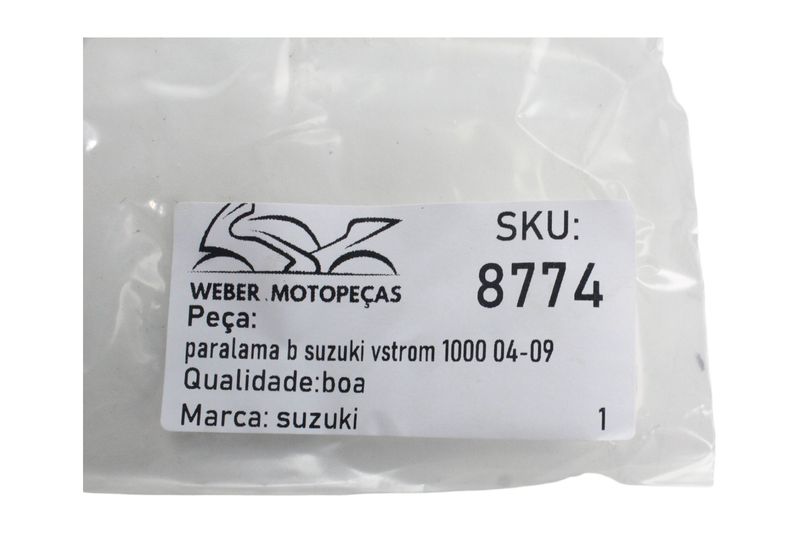 SKU:
8774
WEBER MOTOPEÇAS
Peça:
paralama b suzuki vstrom 1000 04-09
Qualidade:boa
Marca: suzuki 1